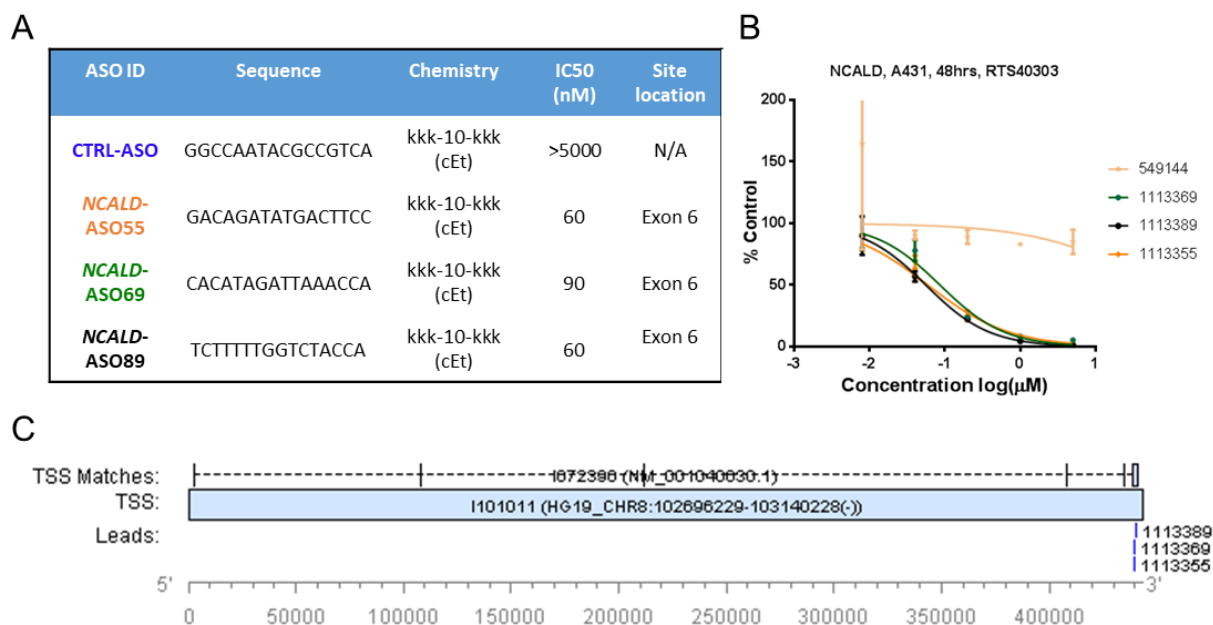 A
ASO ID Sequence Chemistry IC50 (nM) Site location
CTRL-ASO GGCCAATACGCCGTCA kkk-10-kkk (cEt) >5000 N/A
NCALD-ASO55 GACAGATATGACTTCC kkk-10-kkk (cEt) 60 Exon 6
NCALD-ASO69 CACATAGATTAAACCA kkk-10-kkk (cEt) 90 Exon 6
NCALD-ASO89 TCTTTTTGGTCTACCA kkk-10-kkk (cEt) 60 Exon 6
B
NCALD, A431, 48hrs, RTS40303
% Control
200
150
100
50
0
-3 -2 -1 0 1
Concentration log(μM)
549144
1113369
1113389
1113355
C
TSS Matches:
TSS: I101011 (HG19_CHR8:102696229-103140228(-))
Leads:
1113389
1113369
1113355
5' 3'
0 50000 100000 150000 200000 250000 300000 350000 400000